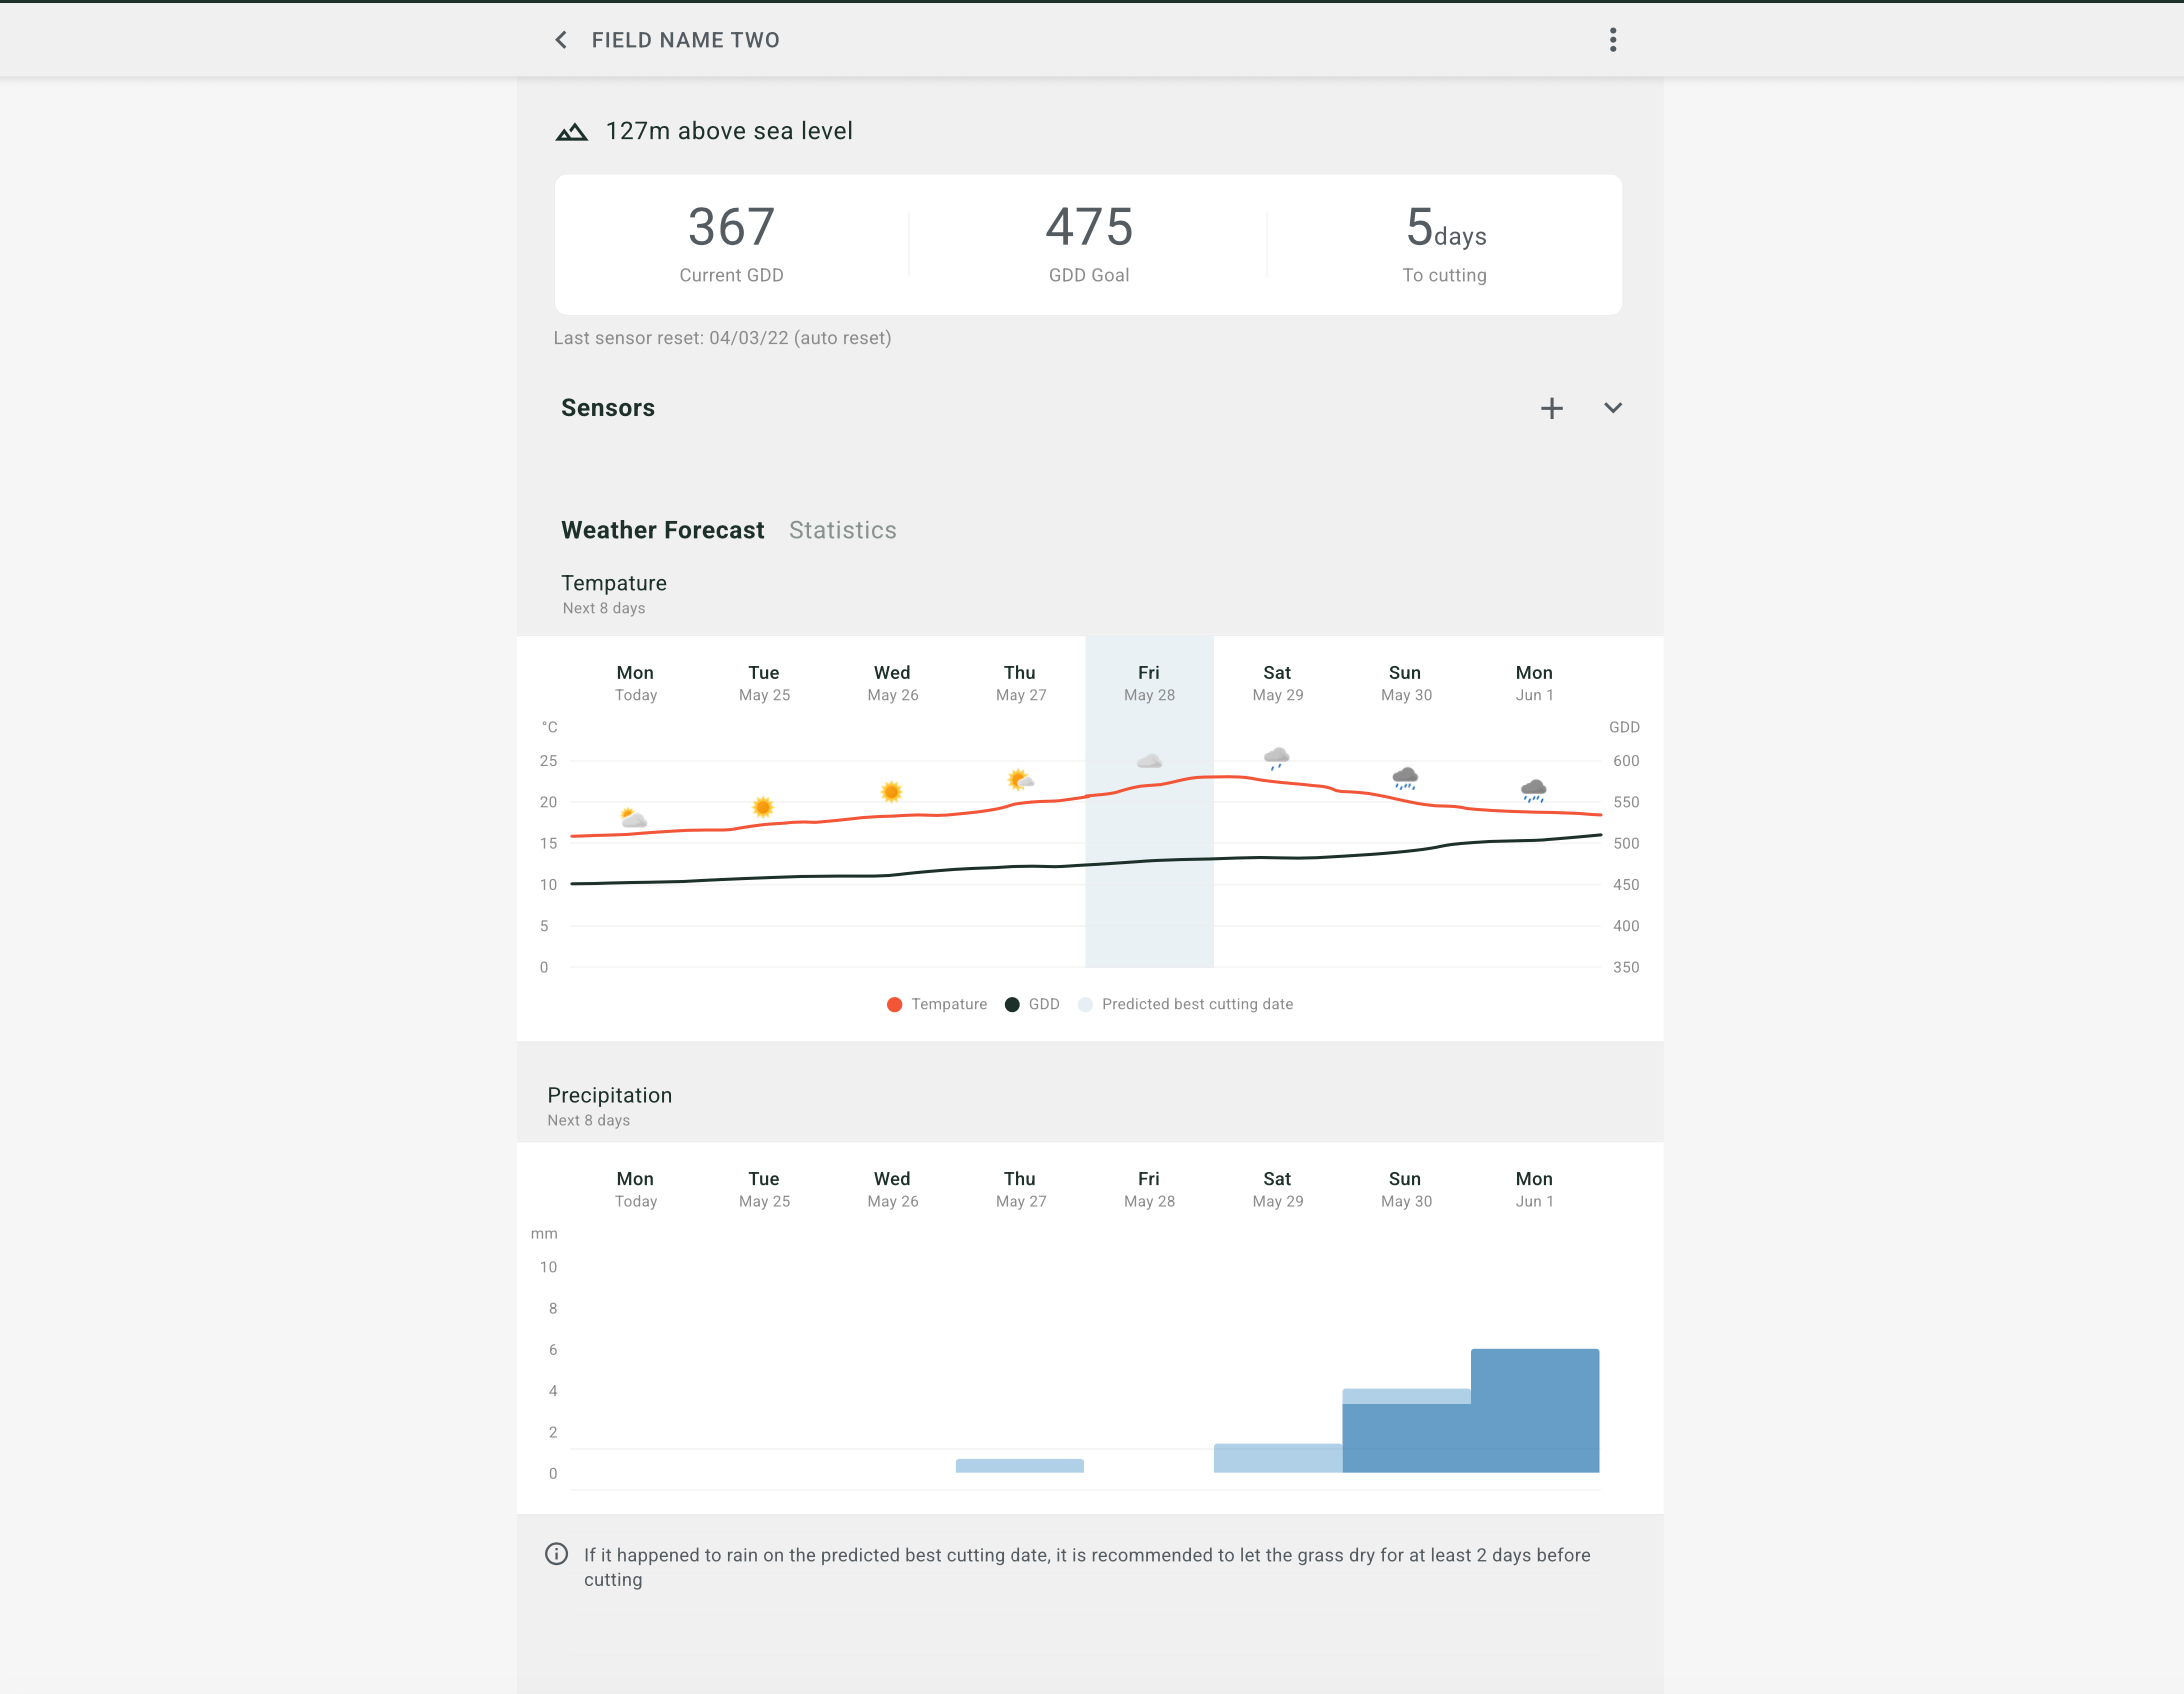 FIELD NAME TWO
127m above sea level
367 475 5days
Current GDD GDD Goal To cutting
Last sensor reset: 04/03/22 (auto reset)
Sensors
Weather Forecast Statistics
Tempature
Next 8 days
Mon Tue Wed Thu Fri Sat Sun Mon
Today May 25 May 26 May 27 May 28 May 29 May 30 Jun 1
°C GDD
25 600
20 550
15 500
10 450
5 400
0 350
Tempature GDD Predicted best cutting date
Precipitation
Next 8 days
Mon Tue Wed Thu Fri Sat Sun Mon
Today May 25 May 26 May 27 May 28 May 29 May 30 Jun 1
mm
10
8
6
4
2
0
If it happened to rain on the predicted best cutting date, it is recommended to let the grass dry for at least 2 days before
cutting